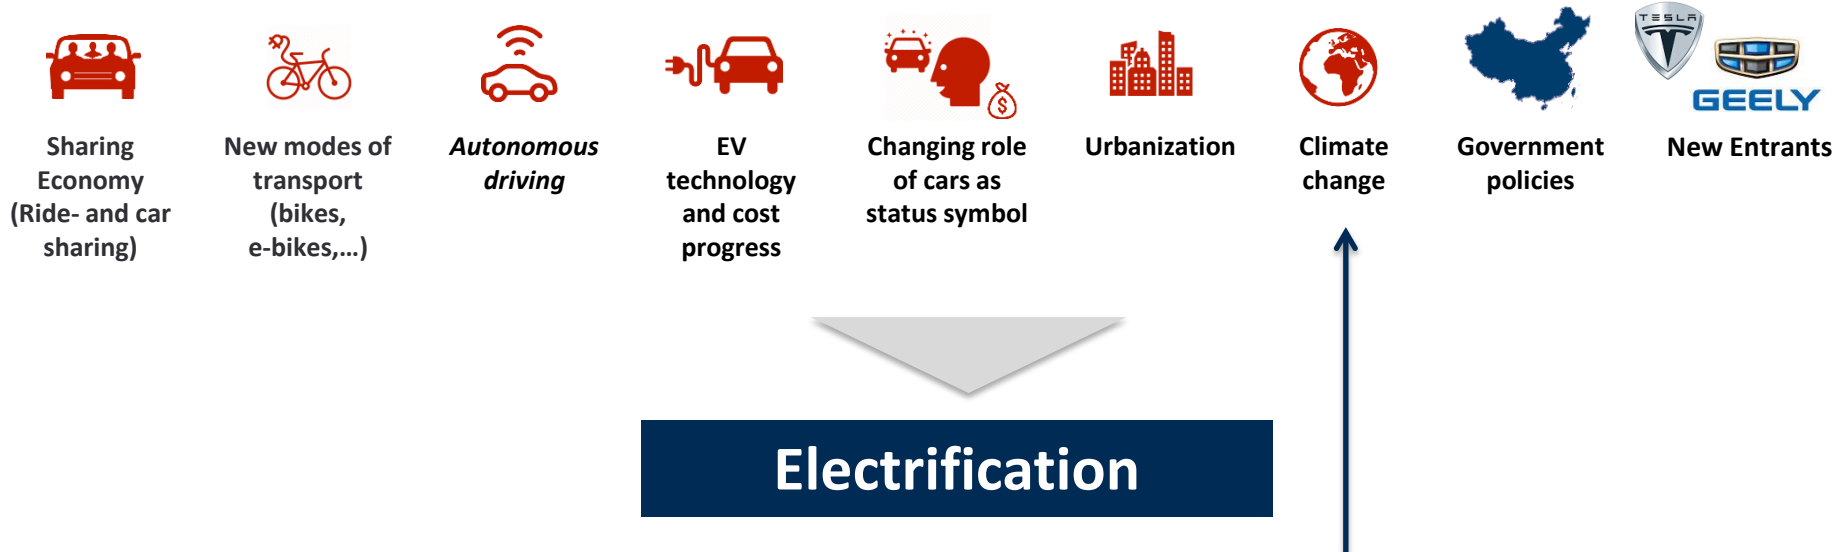 TESLA
GEELY
$
Sharing
Economy
(Ride- and car
sharing)
New modes of
transport
(bikes,
e-bikes,...)
Autonomous
driving
EV
technology
and cost
progress
Changing role
of cars as
status symbol
Urbanization
Climate
change
Government
policies
New Entrants
Electrification